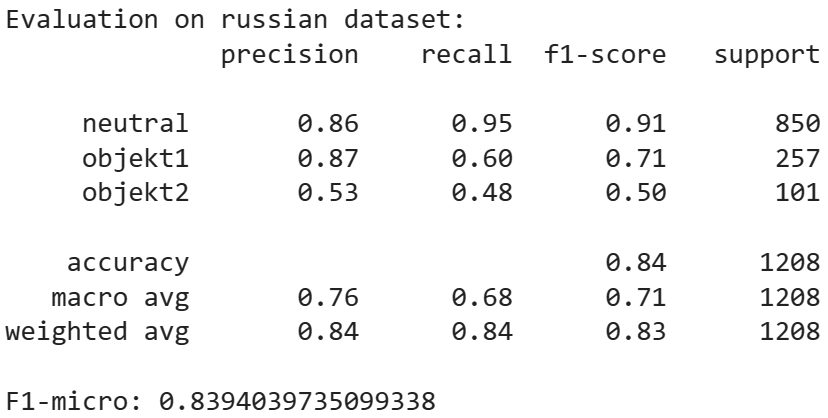 Evaluation on russian dataset:
precision recall f1-score support
neutral 0.86 0.95 0.91 850
objekt1 0.87 0.60 0.71 257
objekt2 0.53 0.48 0.50 101
accuracy 0.84 1208
macro avg 0.76 0.68 0.71 1208
weighted avg 0.84 0.84 0.83 1208
F1-micro: 0.8394039735099338